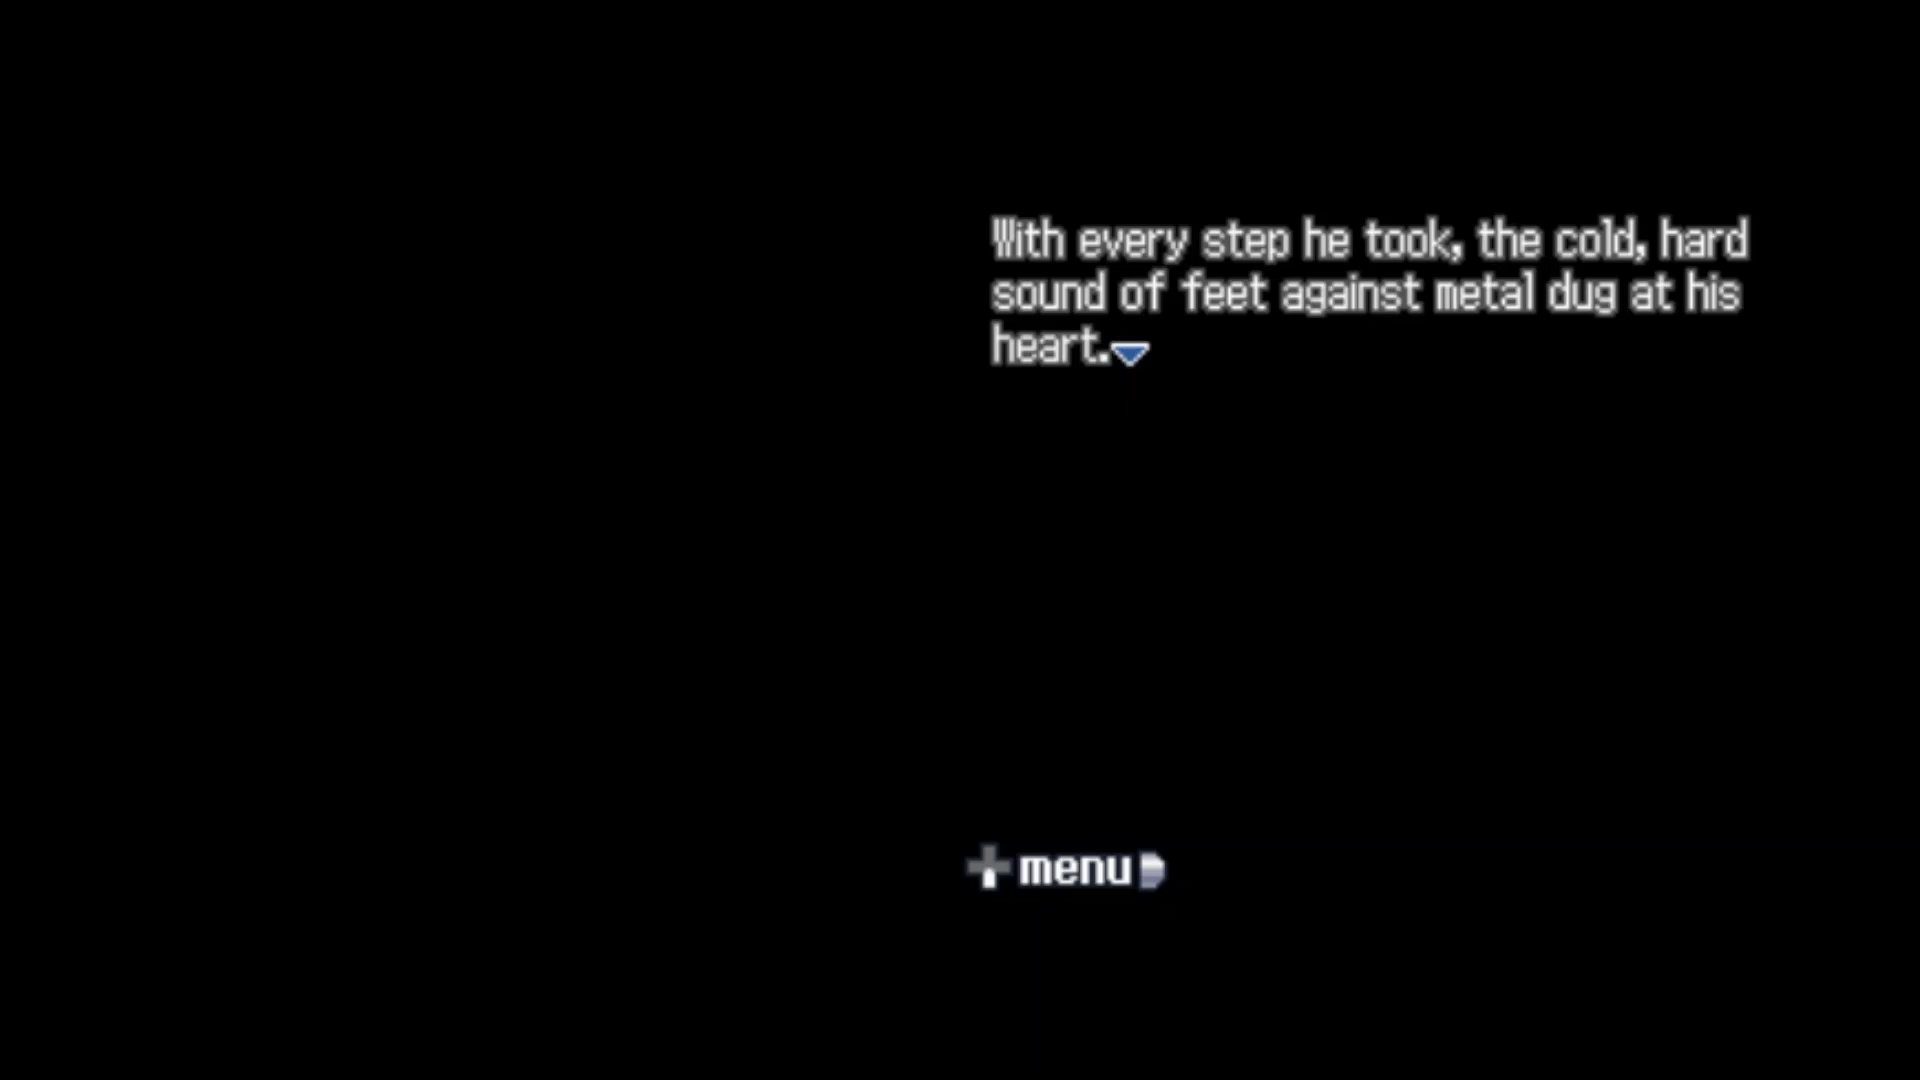 With every step he took, the cold, hard
sound of feet against metal dug at his
heart.
menu